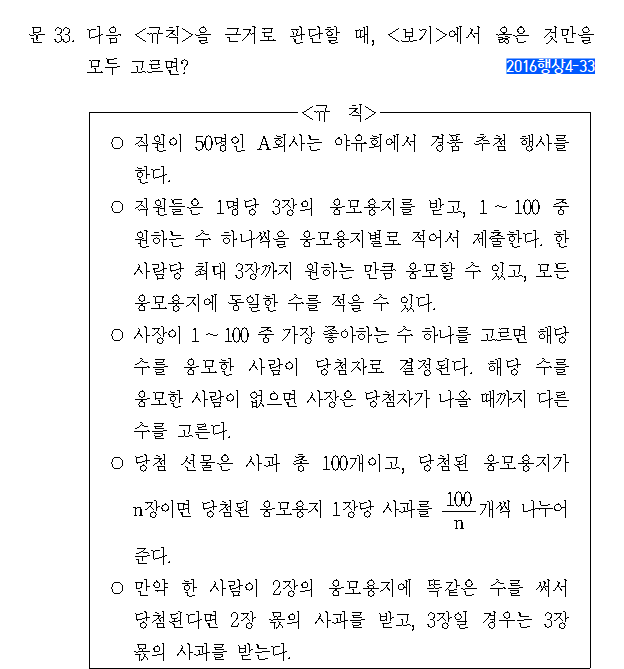 문 33. 다음 <규칙>을 근거로 판단할 때, <보기>에서 옳은 것만을
모두 고르면?
2016행상4-33
<규 칙>
○ 직원이 50명인 A회사는 야유회에서 경품 추첨 행사를
한다.
○ 직원들은 1명당 3장의 응모용지를 받고, 1 ~ 100 중
원하는 수 하나씩을 응모용지별로 적어서 제출한다. 한
사람당 최대 3장까지 원하는 만큼 응모할 수 있고, 모든
응모용지에 동일한 수를 적을 수 있다.
○ 사장이 1 ~ 100 중 가장 좋아하는 수 하나를 고르면 해당
수를 응모한 사람이 당첨자로 결정된다. 해당 수를
응모한 사람이 없으면 사장은 당첨자가 나올 때까지 다른
수를 고른다.
○ 당첨 선물은 사과 총 100개이고, 당첨된 응모용지가
n장이면 당첨된 응모용지 1장당 사과를 100/n 개씩 나누어
준다.
○ 만약 한 사람이 2장의 응모용지에 똑같은 수를 써서
당첨된다면 2장 몫의 사과를 받고, 3장일 경우는 3장
몫의 사과를 받는다.